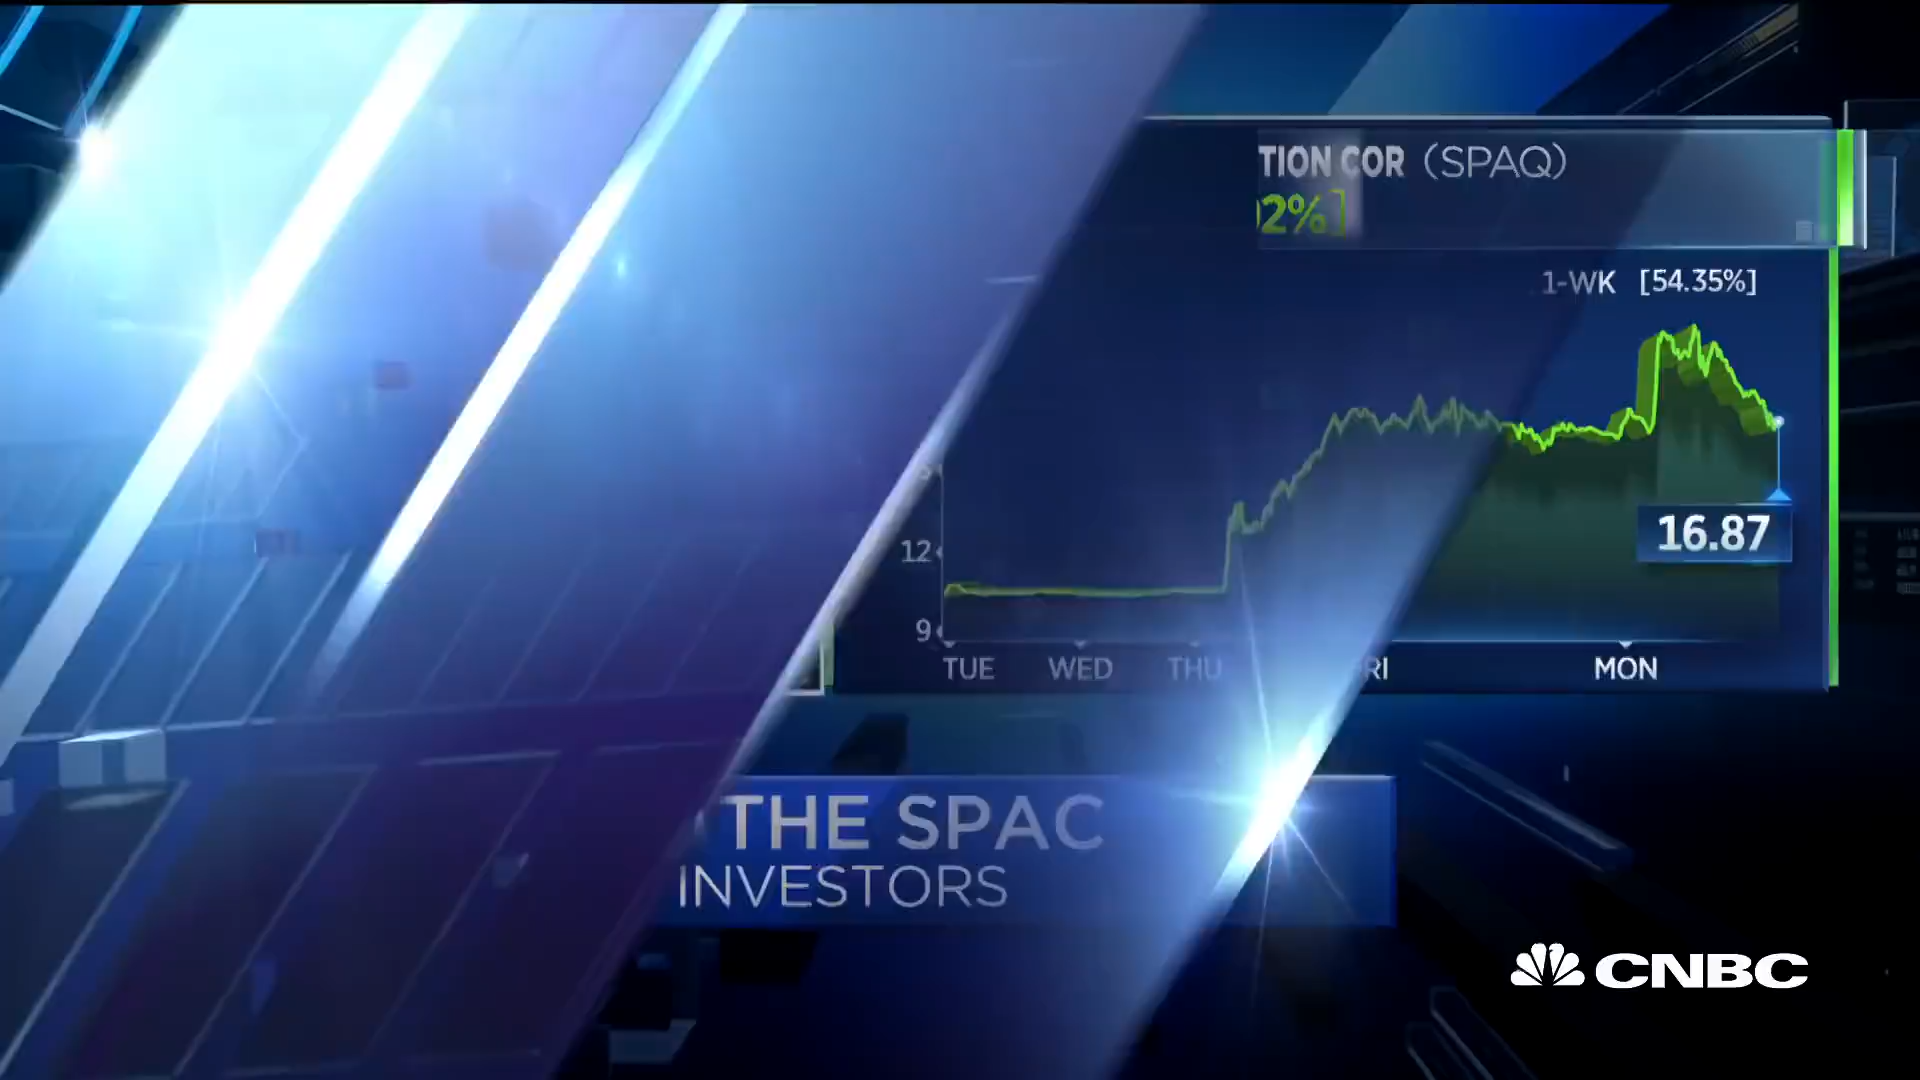 TION COR (SPAQ)
2%]
1-WK [54.35%]
16.87
12
9
TUE WED THU RI MON
THE SPAC
INVESTORS
CNBC